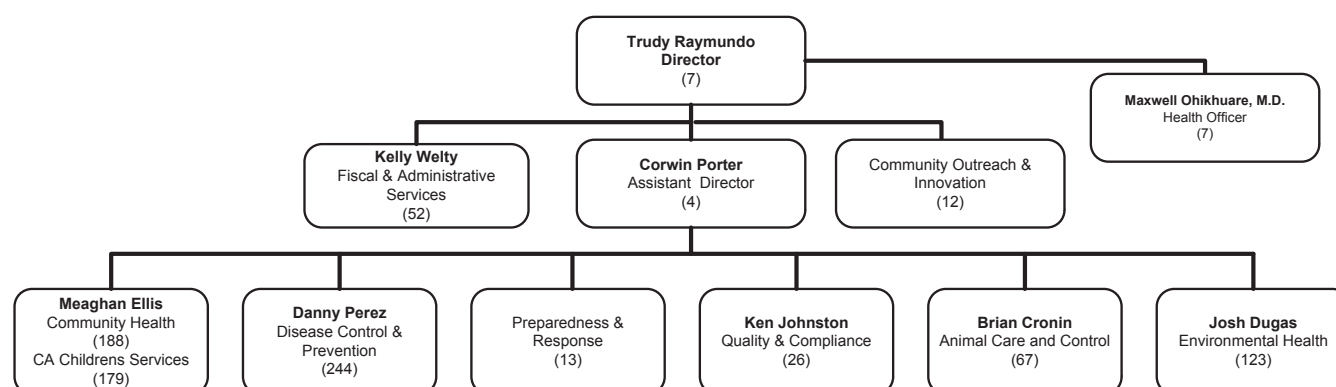 Trudy Raymundo
Director
(7)
Maxwell Ohikhuare, M.D.
Health Officer
(7)
Kelly Welty
Fiscal & Administrative
Services
(52)
Corwin Porter
Assistant Director
(4)
Community Outreach &
Innovation
(12)
Meaghan Ellis
Community Health
(188)
CA Childrens Services
(179)
Danny Perez
Disease Control &
Prevention
(244)
Preparedness &
Response
(13)
Ken Johnston
Quality & Compliance
(26)
Brian Cronin
Animal Care and Control
(67)
Josh Dugas
Environmental Health
(123)